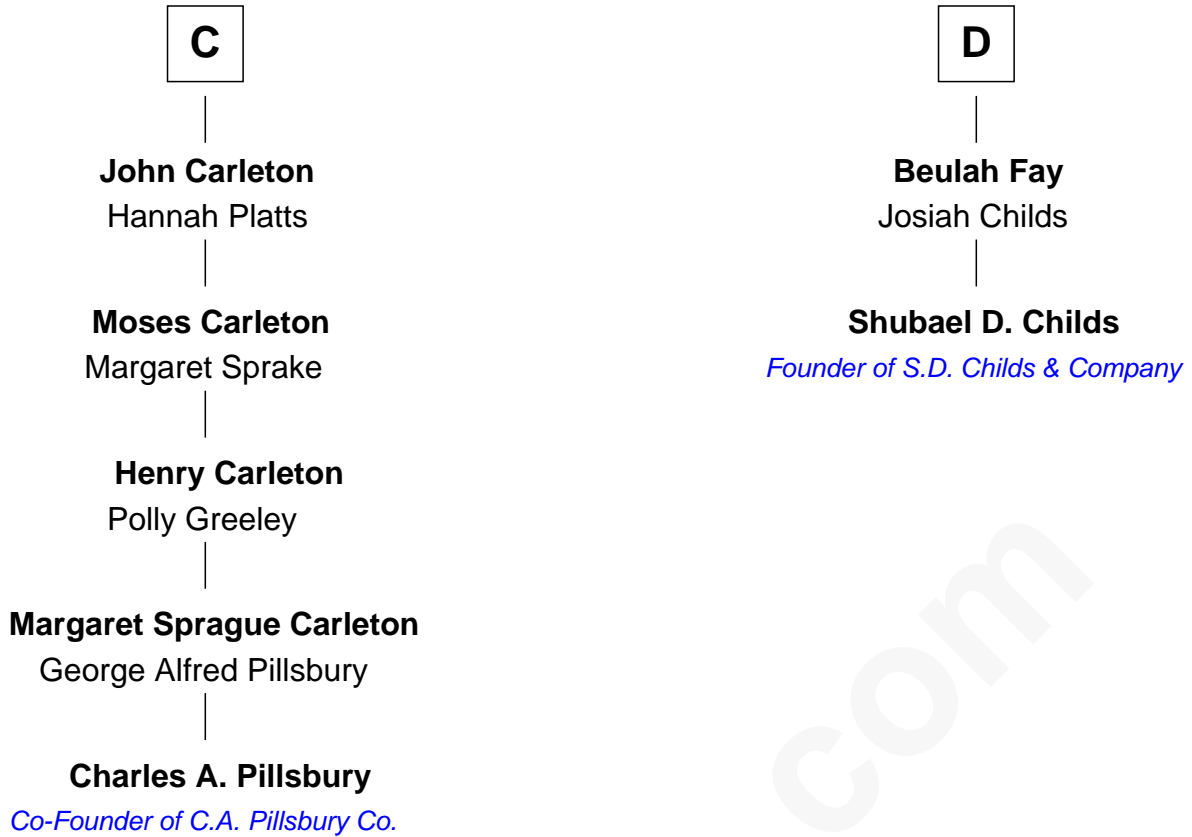 C
D
John Carleton
Hannah Platts
Beulah Fay
Josiah Childs
Moses Carleton
Margaret Sprake
Shubael D. Childs
Founder of S.D. Childs & Company
Henry Carleton
Polly Greeley
Margaret Sprague Carleton
George Alfred Pillsbury
Charles A. Pillsbury
Co-Founder of C.A. Pillsbury Co.
com